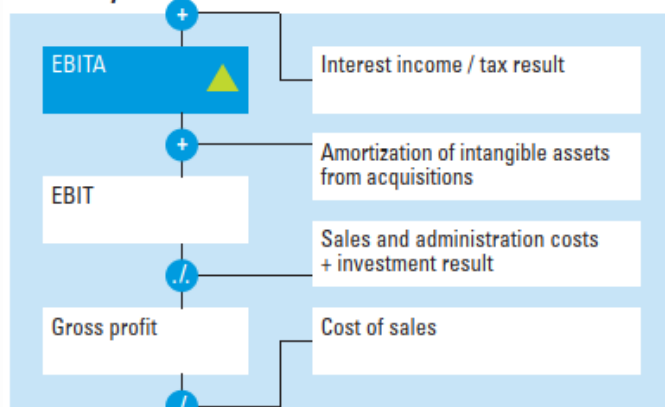 +
EBITA
Interest income / tax result
+
Amortization of intangible assets
from acquisitions
EBIT
Sales and administration costs
+ investment result
./.
Gross profit
Cost of sales